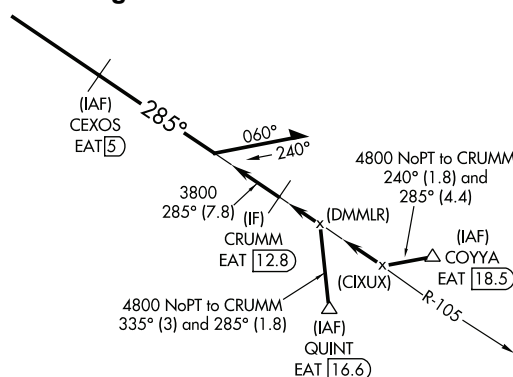 (IAF)
CEXOS
EAT 5
285°
060°
240°
4800 NoPT to CRUMM
240° (1.8) and
285° (4.4)
3800
285° (7.8)
(IF)
CRUMM
EAT 12.8
(DMMLR)
(IAF)
COYYA
EAT 18.5
(CIXUX)
R-105
4800 NoPT to CRUMM
335° (3) and 285° (1.8)
(IAF)
QUINT
EAT 16.6